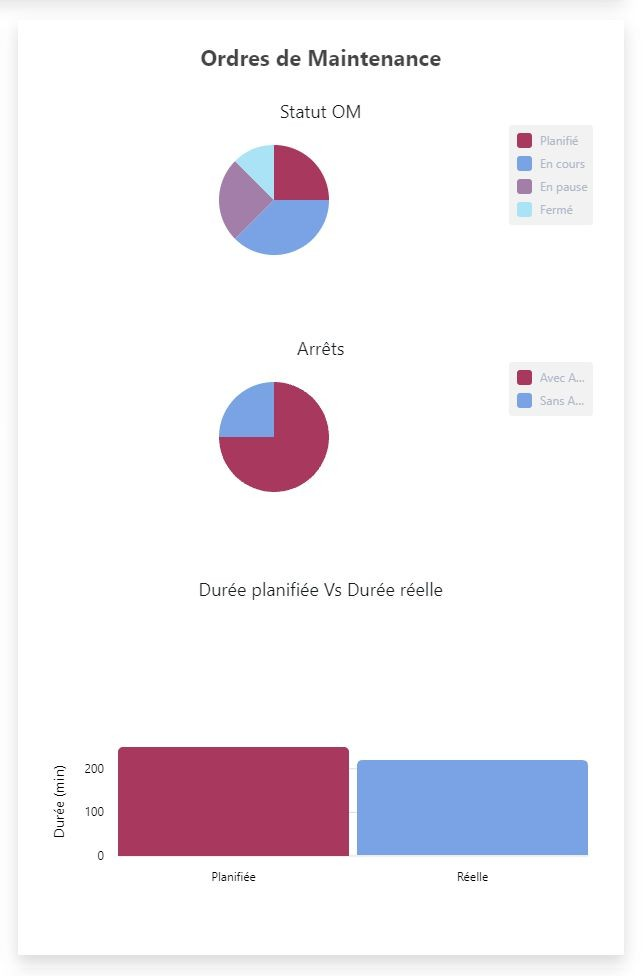 Ordres de Maintenance
Statut OM
Planifié
En cours
En pause
Fermé
Arrêts
Avec A...
Sans A...
Durée planifiée Vs Durée réelle
Durée (min)
200
100
0
Planifiée
Réelle